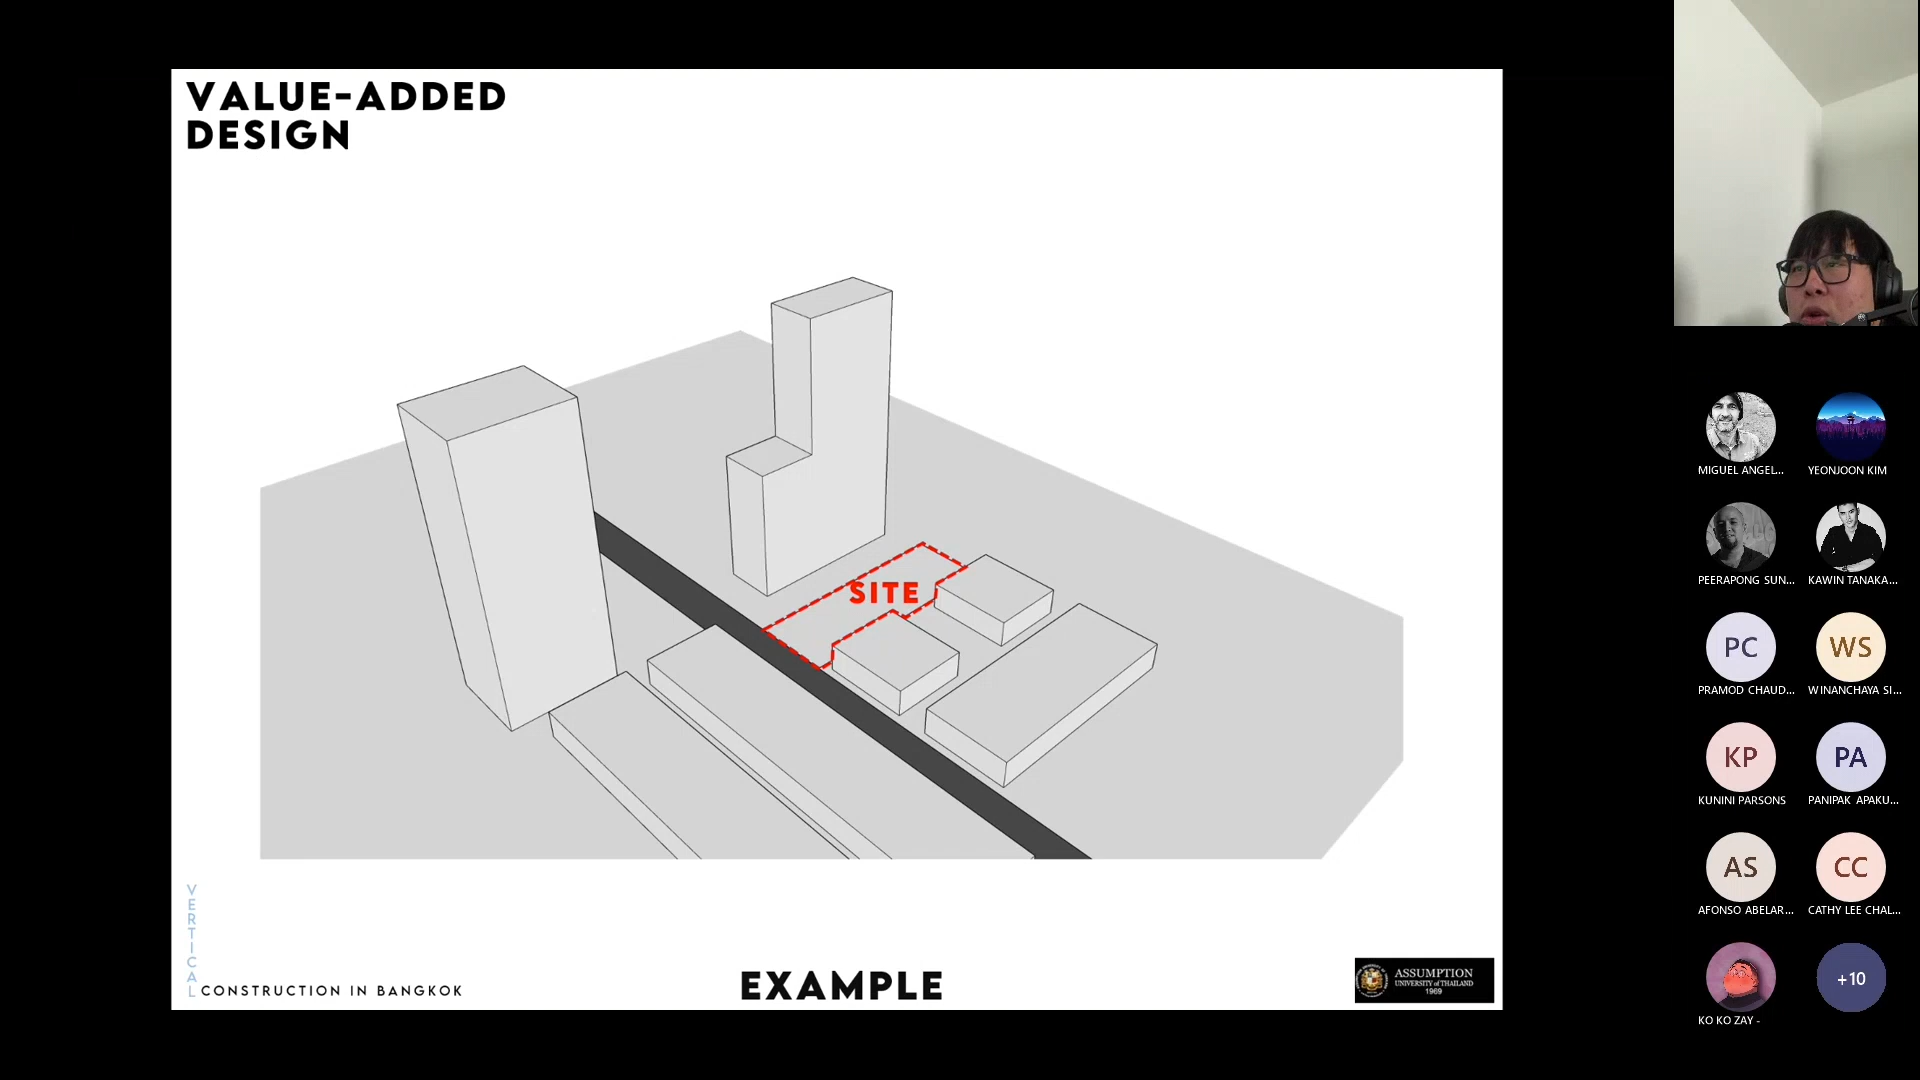 VALUE-ADDED
DESIGN
SITE
VERTICAL
CONSTRUCTION IN BANGKOK
EXAMPLE
ASSUMPTION
UNIVERSITY of THAILAND
1969
MIGUEL ANGEL...
YEONJOON KIM
PEERAPONG SUN...
KAWIN TANAKA...
PC
PRAMOD CHAUD...
WS
WINANCHAYA SI...
KP
KUNINI PARSONS
PA
PANIPAK APAKU...
AS
AFONSO ABELAR...
CC
CATHY LEE CHAL...
KO KO ZAY -
+10